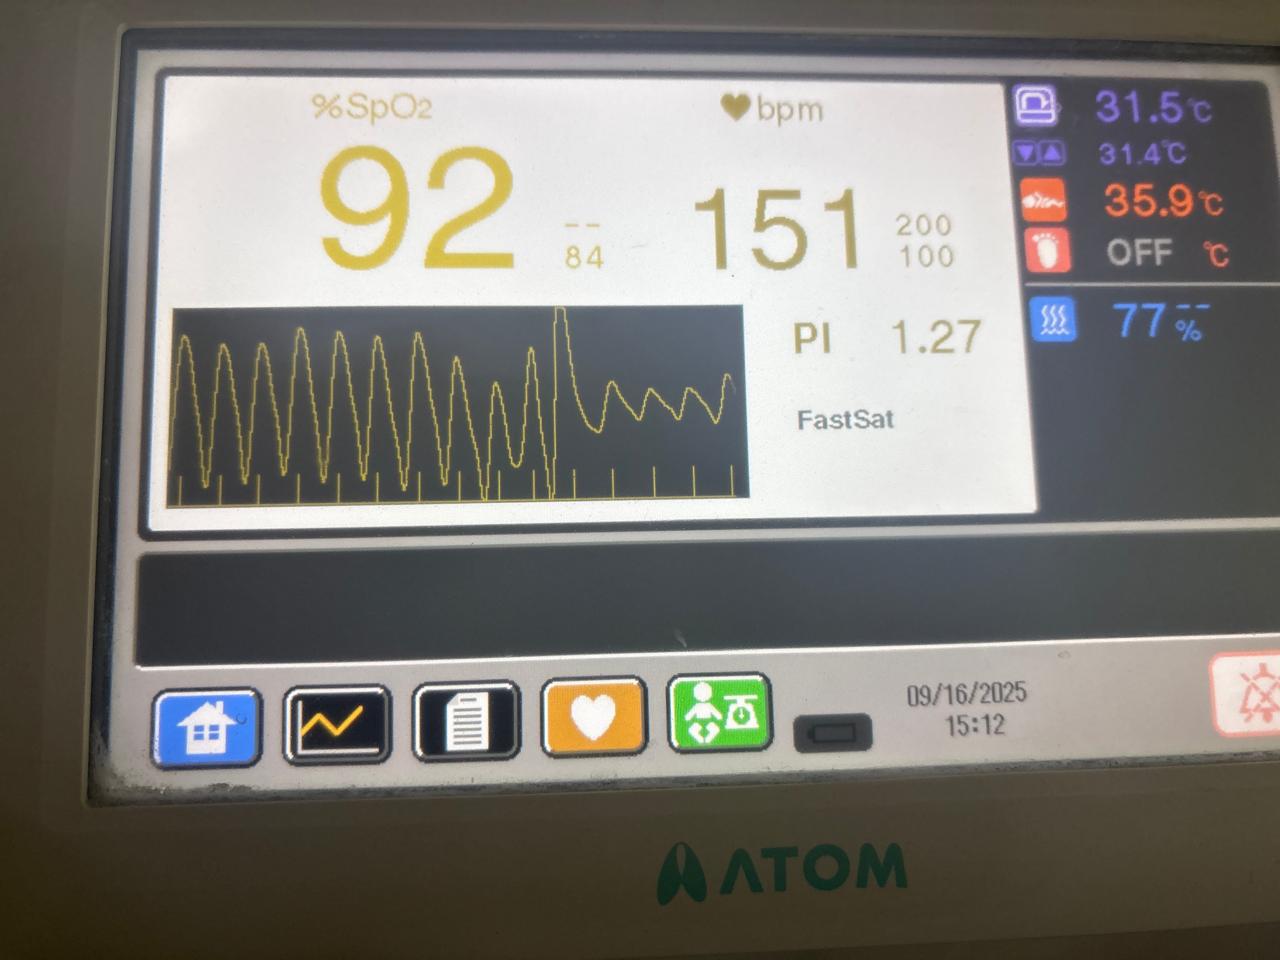 %SpO2
92
--
84
bpm
151
200
100
PI 1.27
FastSat
31.5℃
31.4℃
35.9℃
OFF ℃
77 -- %
09/16/2025
15:12
ATOM